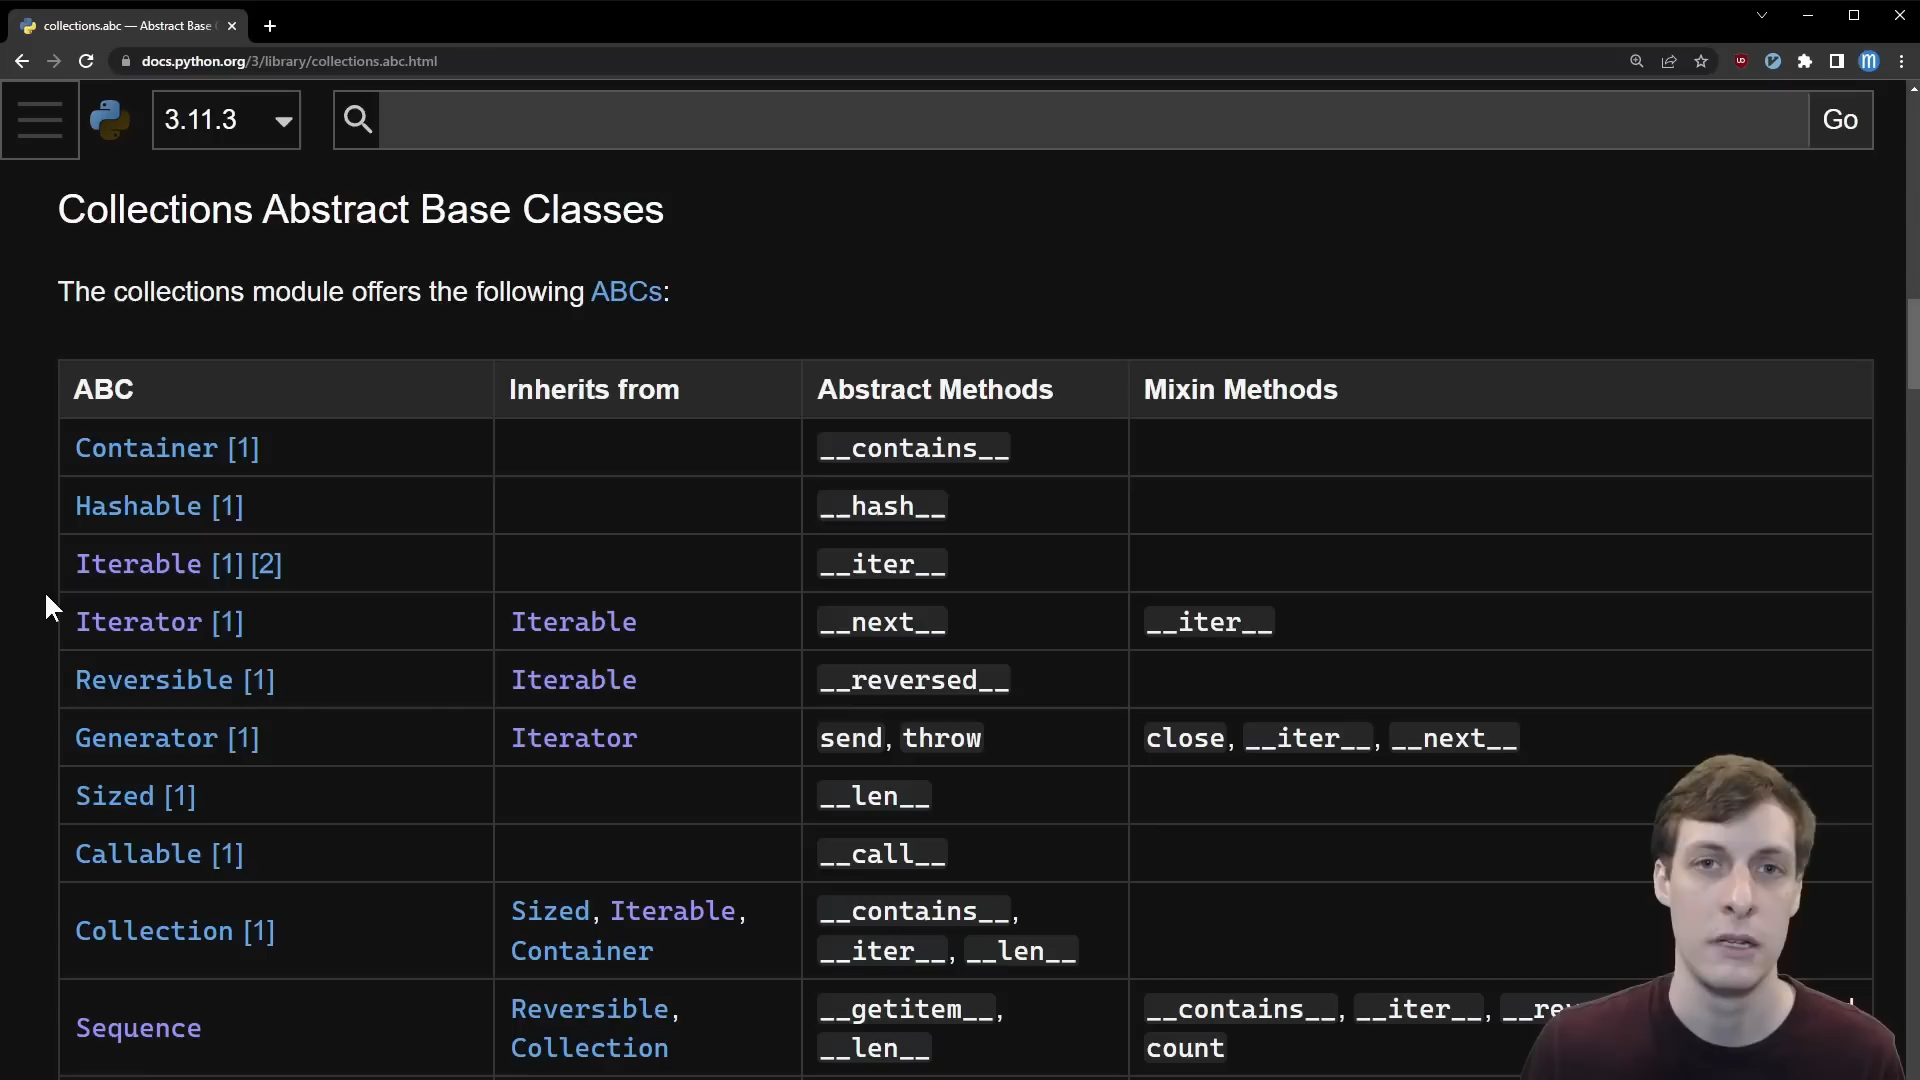 collections.abc — Abstract Base
docs.python.org/3/library/collections.abc.html
3.11.3
Go
Collections Abstract Base Classes
The collections module offers the following ABCs:
ABC Inherits from Abstract Methods Mixin Methods
Container [1] __contains__
Hashable [1] __hash__
Iterable [1] [2] __iter__
Iterator [1] Iterable __next__ __iter__
Reversible [1] Iterable __reversed__
Generator [1] Iterator send, throw close, __iter__, __next__
Sized [1] __len__
Callable [1] __call__
Collection [1] Sized, Iterable, Container __contains__, __iter__, __len__
Sequence Reversible, Collection __getitem__, __len__ __contains__, __iter__, count